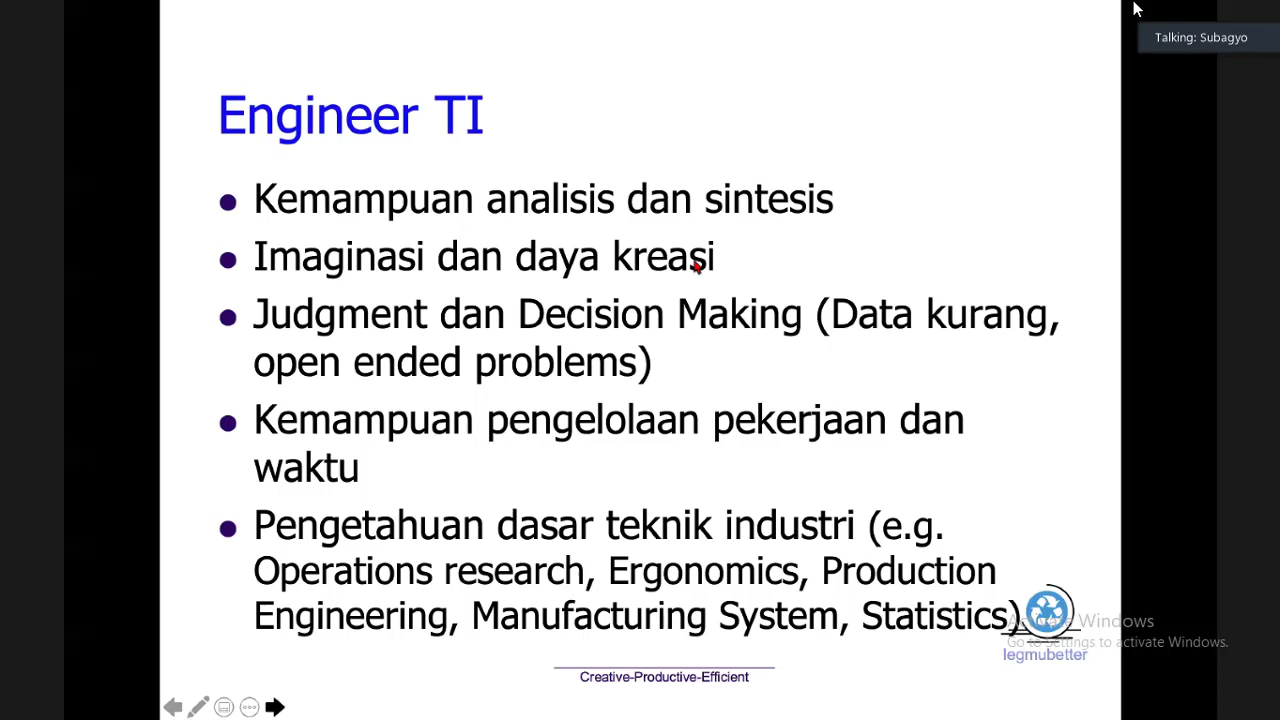 Talking: Subagyo
Engineer TI
● Kemampuan analisis dan sintesis
● Imaginasi dan daya kreasi
● Judgment dan Decision Making (Data kurang,
open ended problems)
● Kemampuan pengelolaan pekerjaan dan
waktu
● Pengetahuan dasar teknik industri (e.g.
Operations research, Ergonomics, Production
Engineering, Manufacturing System, Statistics)
Activate Windows
Go to Settings to activate Windows.
legmubetter
Creative-Productive-Efficient